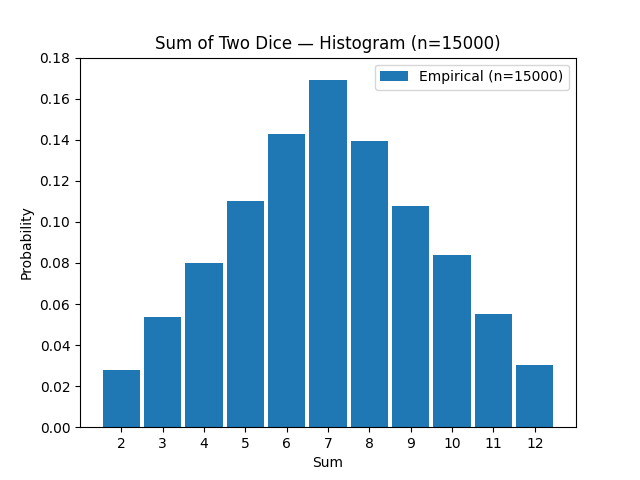 Sum of Two Dice — Histogram (n=15000)
Empirical (n=15000)
Probability
0.18
0.16
0.14
0.12
0.10
0.08
0.06
0.04
0.02
0.00
2 3 4 5 6 7 8 9 10 11 12
Sum